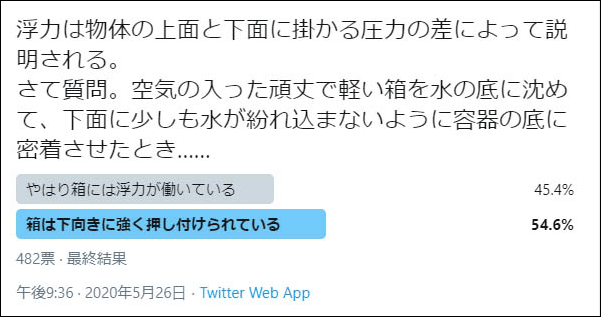 浮力は物体の上面と下面に掛かる圧力の差によって説
明される。
さて質問。空気の入った頑丈で軽い箱を水の底に沈め
て、下面に少しも水が紛れ込まないように容器の底に
密着させたとき......
やはり箱には浮力が働いている 45.4%
箱は下向きに強く押し付けられている 54.6%
482票 · 最終結果
午後9:36 · 2020年5月26日 · Twitter Web App